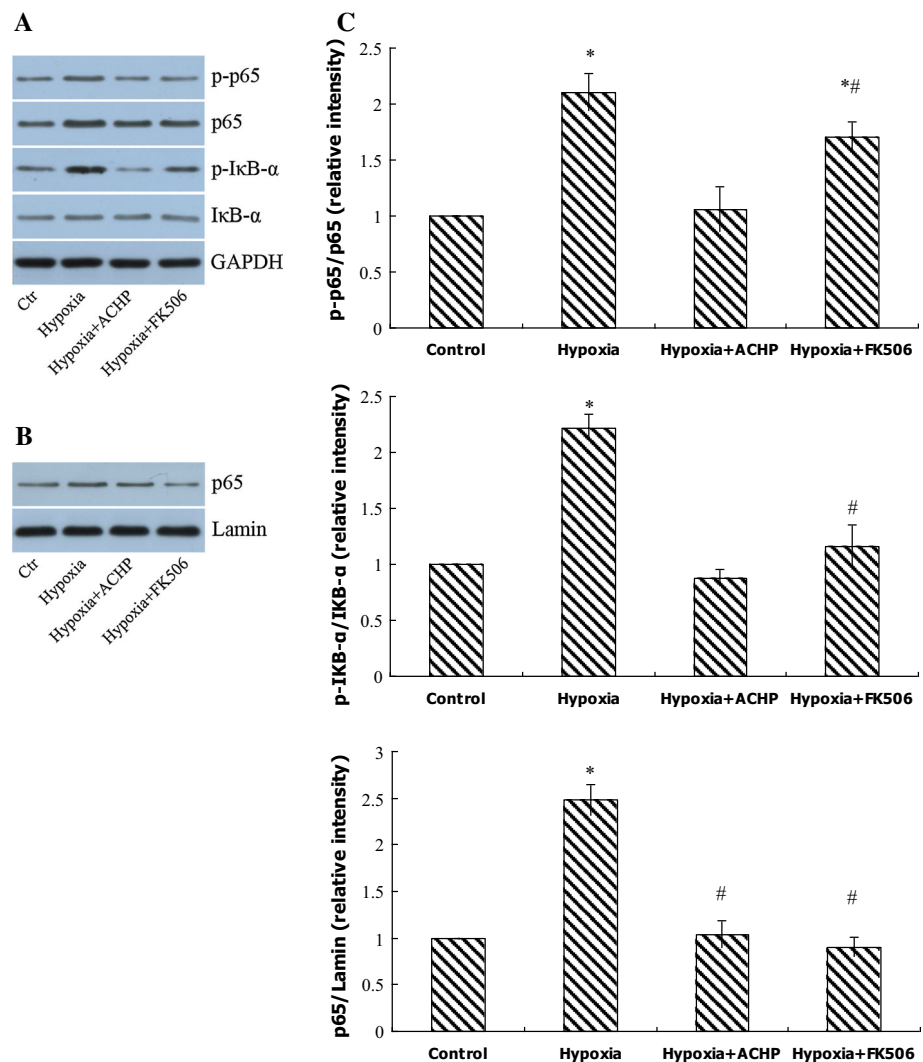 A
p-p65
p65
p-IκB-α
IκB-α
GAPDH
Ctr
Hypoxia
Hypoxia+ACHP
Hypoxia+FK506
B
p65
Lamin
Ctr
Hypoxia
Hypoxia+ACHP
Hypoxia+FK506
C
p-p65/p65 (relative intensity)
2.5
2
1.5
1
0.5
0
*
*#
Control Hypoxia Hypoxia+ACHP Hypoxia+FK506
p-IKB-α/IKB-α (relative intensity)
2.5
2
1.5
1
0.5
0
*
#
Control Hypoxia Hypoxia+ACHP Hypoxia+FK506
p65/Lamin (relative intensity)
3
2.5
2
1.5
1
0.5
0
*
#
#
Control Hypoxia Hypoxia+ACHP Hypoxia+FK506